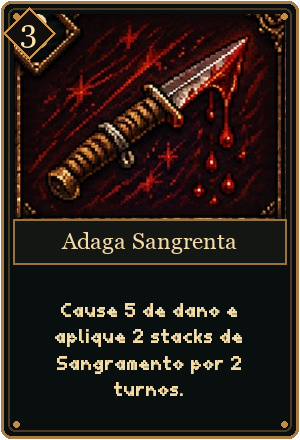 3
Adaga Sangrenta
Cause 5 de dano e
aplique 2 stacks de
Sangramento por 2
turnos.